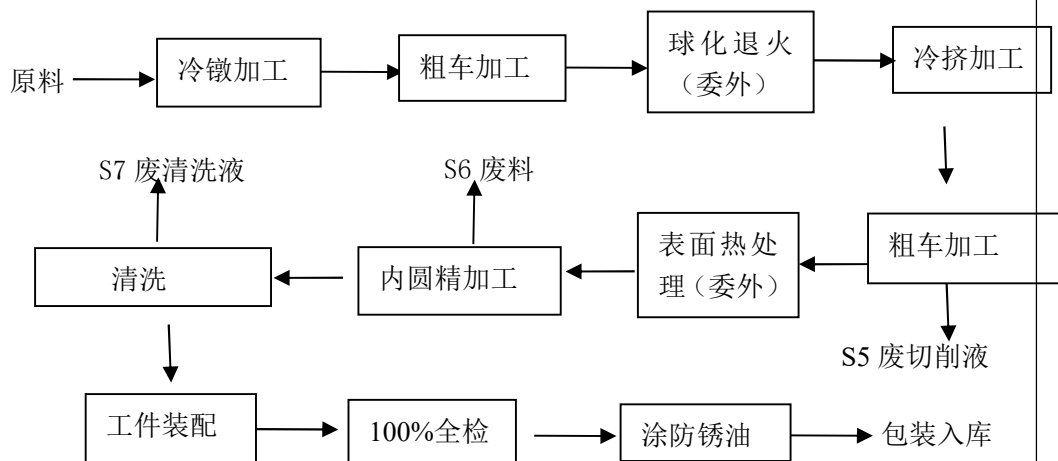 原料
冷镦加工
粗车加工
球化退火
（委外）
冷挤加工
S7 废清洗液
S6 废料
清洗
内圆精加工
表面热处
理（委外）
粗车加工
S5 废切削液
工件装配
100%全检
涂防锈油
包装入库